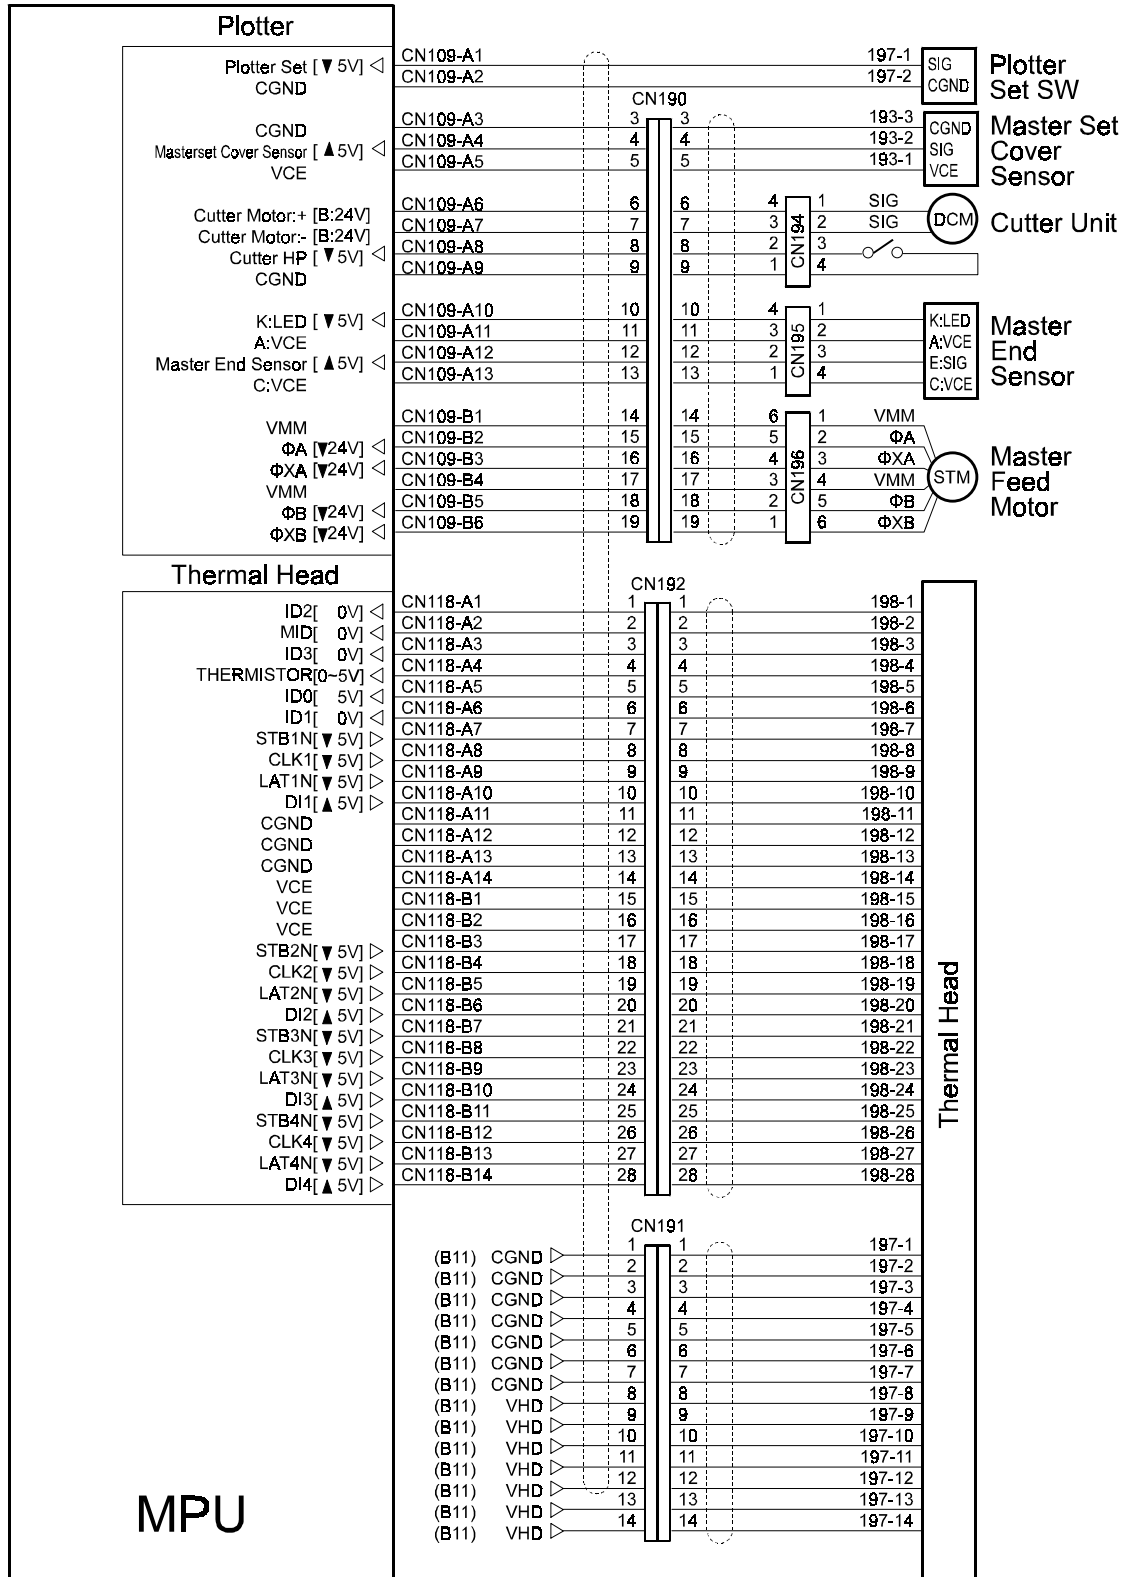 Plotter
Plotter Set [▼ 5V] CN109-A1 197-1 SIG Plotter
CGND CN109-A2 197-2 CGND Set SW
CN190
CGND CN109-A3 3 3 193-3 CGND Master Set
Masterset Cover Sensor [▲5V] CN109-A4 4 4 193-2 SIG Cover
VCE CN109-A5 5 5 193-1 VCE Sensor
Cutter Motor:+ [B:24V] CN109-A6 6 6 4 1 SIG
Cutter Motor:- [B:24V] CN109-A7 7 7 3 CN194 2 SIG DCM Cutter Unit
Cutter HP [▼5V] CN109-A8 8 8 2 3
CGND CN109-A9 9 9 1 4
K:LED [▼5V] CN109-A10 10 10 4 1 K:LED Master
A:VCE CN109-A11 11 11 3 CN195 2 A:VCE End
Master End Sensor [▲5V] CN109-A12 12 12 2 3 E:SIG Sensor
C:VCE CN109-A13 13 13 1 4 C:VCE
VMM CN109-B1 14 14 6 1 VMM
ΦA [▼24V] CN109-B2 15 15 5 2 ΦA
ΦXA [▼24V] CN109-B3 16 16 4 CN196 3 ΦXA Master
VMM CN109-B4 17 17 3 4 VMM STM Feed
ΦB [▼24V] CN109-B5 18 18 2 5 ΦB Motor
ΦXB [▼24V] CN109-B6 19 19 1 6 ΦXB
Thermal Head
CN192
ID2[ 0V] CN118-A1 1 1 198-1
MID[ 0V] CN118-A2 2 2 198-2
ID3[ 0V] CN118-A3 3 3 198-3
THERMISTOR[0~5V] CN118-A4 4 4 198-4
ID0[ 5V] CN118-A5 5 5 198-5
ID1[ 0V] CN118-A6 6 6 198-6
STB1N[▼ 5V] CN118-A7 7 7 198-7
CLK1[▼ 5V] CN118-A8 8 8 198-8
LAT1N[▼ 5V] CN118-A9 9 9 198-9
DI1[▲ 5V] CN118-A10 10 10 198-10
CGND CN118-A11 11 11 198-11
CGND CN118-A12 12 12 198-12
CGND CN118-A13 13 13 198-13
VCE CN118-A14 14 14 198-14
VCE CN118-B1 15 15 198-15
VCE CN118-B2 16 16 198-16
STB2N[▼ 5V] CN118-B3 17 17 198-17
CLK2[▼ 5V] CN118-B4 18 18 198-18
LAT2N[▼ 5V] CN118-B5 19 19 198-19
DI2[▲ 5V] CN118-B6 20 20 198-20
STB3N[▼ 5V] CN118-B7 21 21 198-21
CLK3[▼ 5V] CN118-B8 22 22 198-22
LAT3N[▼ 5V] CN118-B9 23 23 198-23
DI3[▲ 5V] CN118-B10 24 24 198-24
STB4N[▼ 5V] CN118-B11 25 25 198-25
CLK4[▼ 5V] CN118-B12 26 26 198-26
LAT4N[▼ 5V] CN118-B13 27 27 198-27
DI4[▲ 5V] CN118-B14 28 28 198-28
Thermal Head
CN191
(B11) CGND 1 1 197-1
(B11) CGND 2 2 197-2
(B11) CGND 3 3 197-3
(B11) CGND 4 4 197-4
(B11) CGND 5 5 197-5
(B11) CGND 6 6 197-6
(B11) CGND 7 7 197-7
(B11) VHD 8 8 197-8
(B11) VHD 9 9 197-9
(B11) VHD 10 10 197-10
(B11) VHD 11 11 197-11
(B11) VHD 12 12 197-12
(B11) VHD 13 13 197-13
(B11) VHD 14 14 197-14
MPU